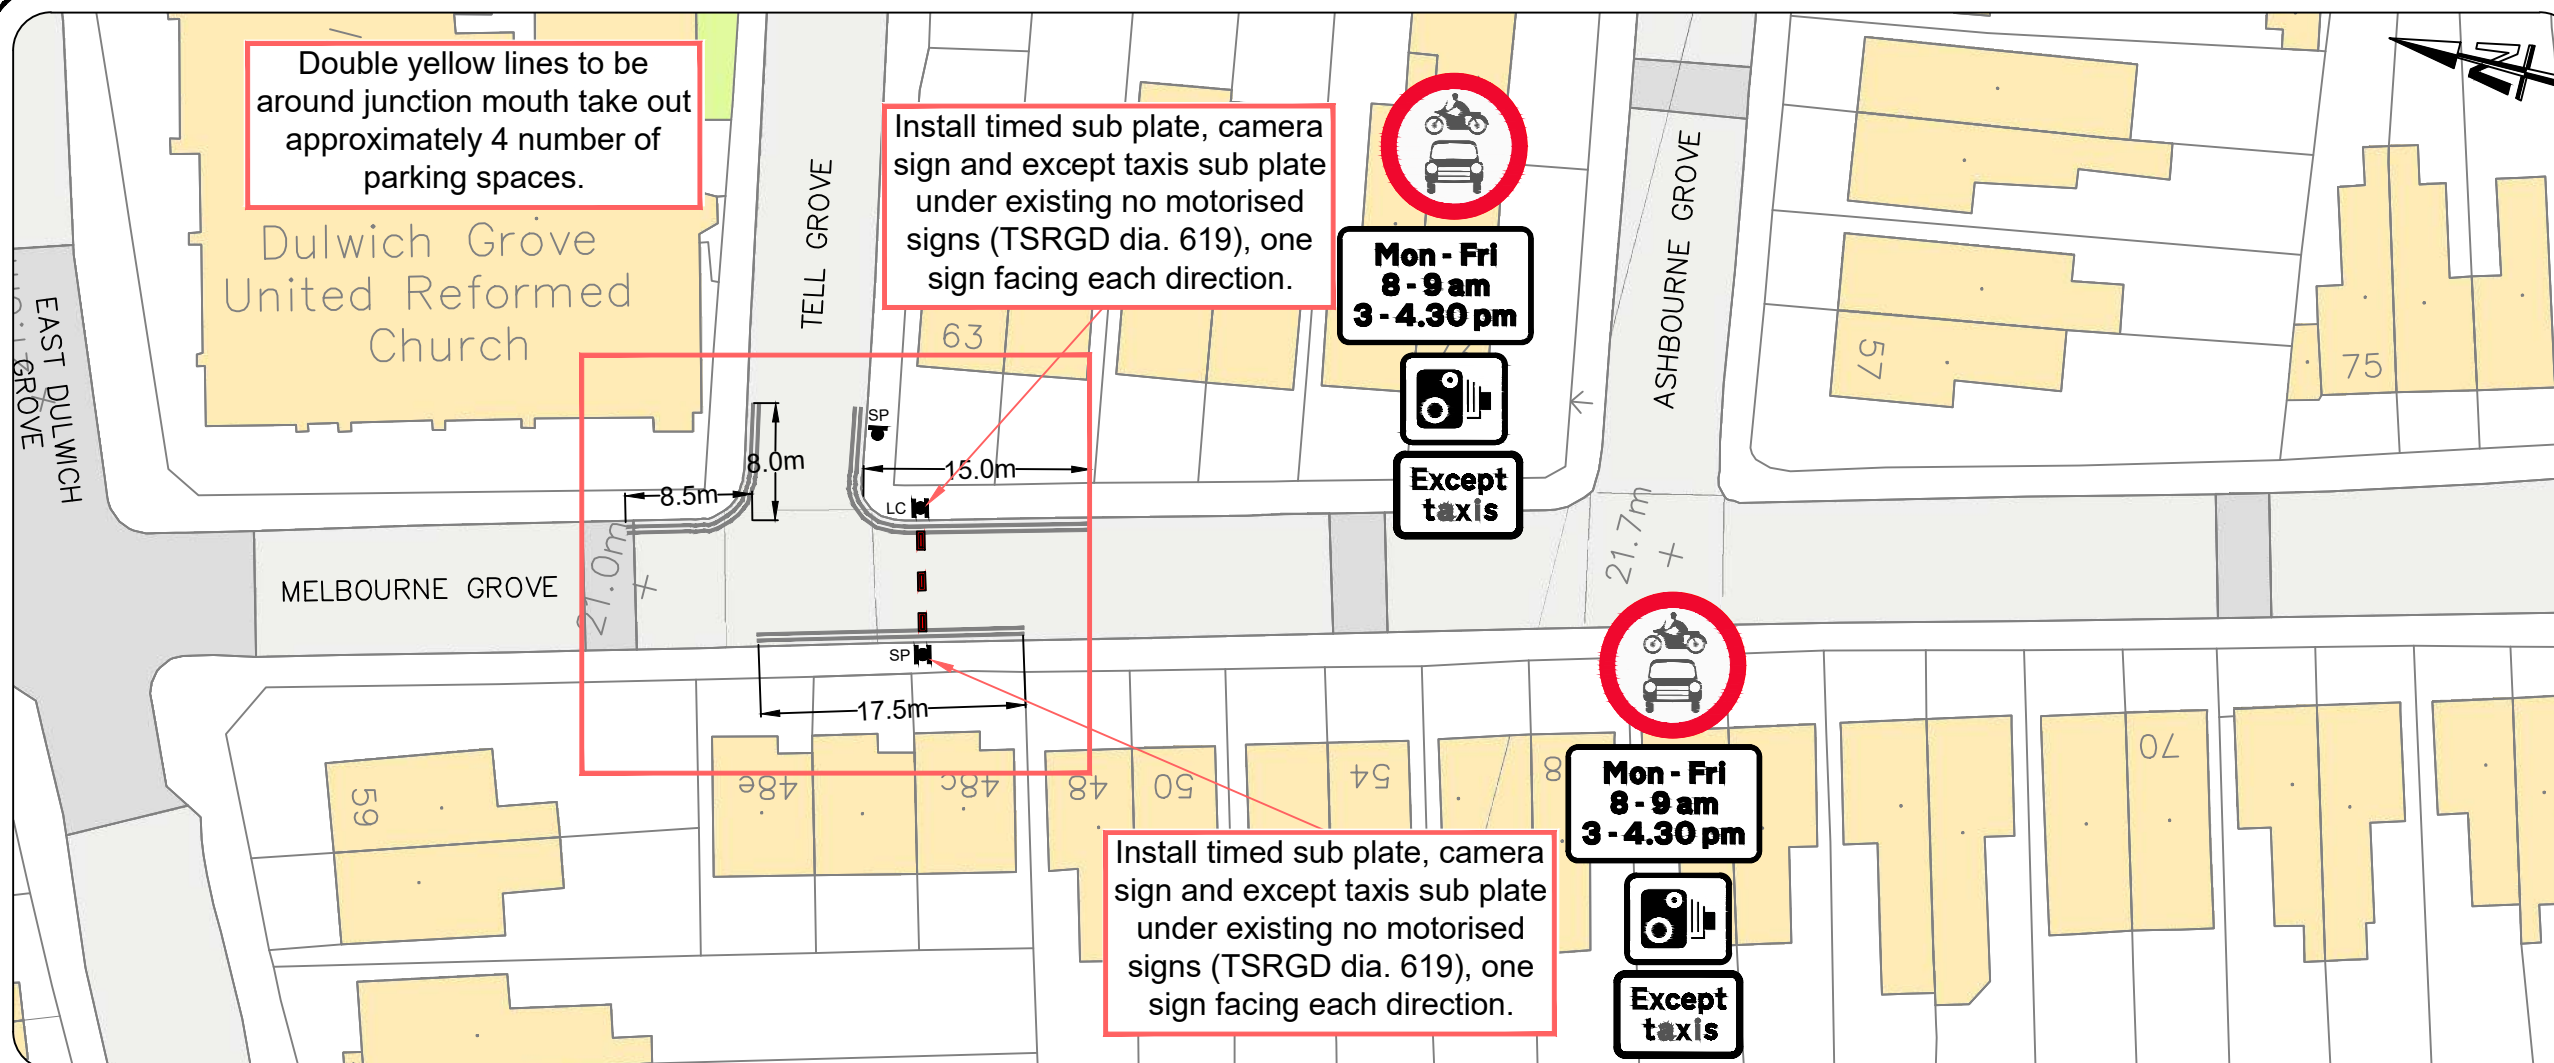 Double yellow lines to be
around junction mouth take out
approximately 4 number of
parking spaces.
Dulwich Grove
United Reformed
Church
EAST DULWICH
GROVE
TELL GROVE
Install timed sub plate, camera
sign and except taxis sub plate
under existing no motorised
signs (TSRGD dia. 619), one
sign facing each direction.
Mon - Fri
8 - 9 am
3 - 4.30 pm
Except
taxis
ASHBOURNE GROVE
N
63
57
75
SP
8.0m
15.0m
8.5m
LC
21.0m
21.7m
MELBOURNE GROVE
SP
17.5m
59
48e
48c
48
50
54
8
70
Mon - Fri
8 - 9 am
3 - 4.30 pm
Except
taxis
Install timed sub plate, camera
sign and except taxis sub plate
under existing no motorised
signs (TSRGD dia. 619), one
sign facing each direction.